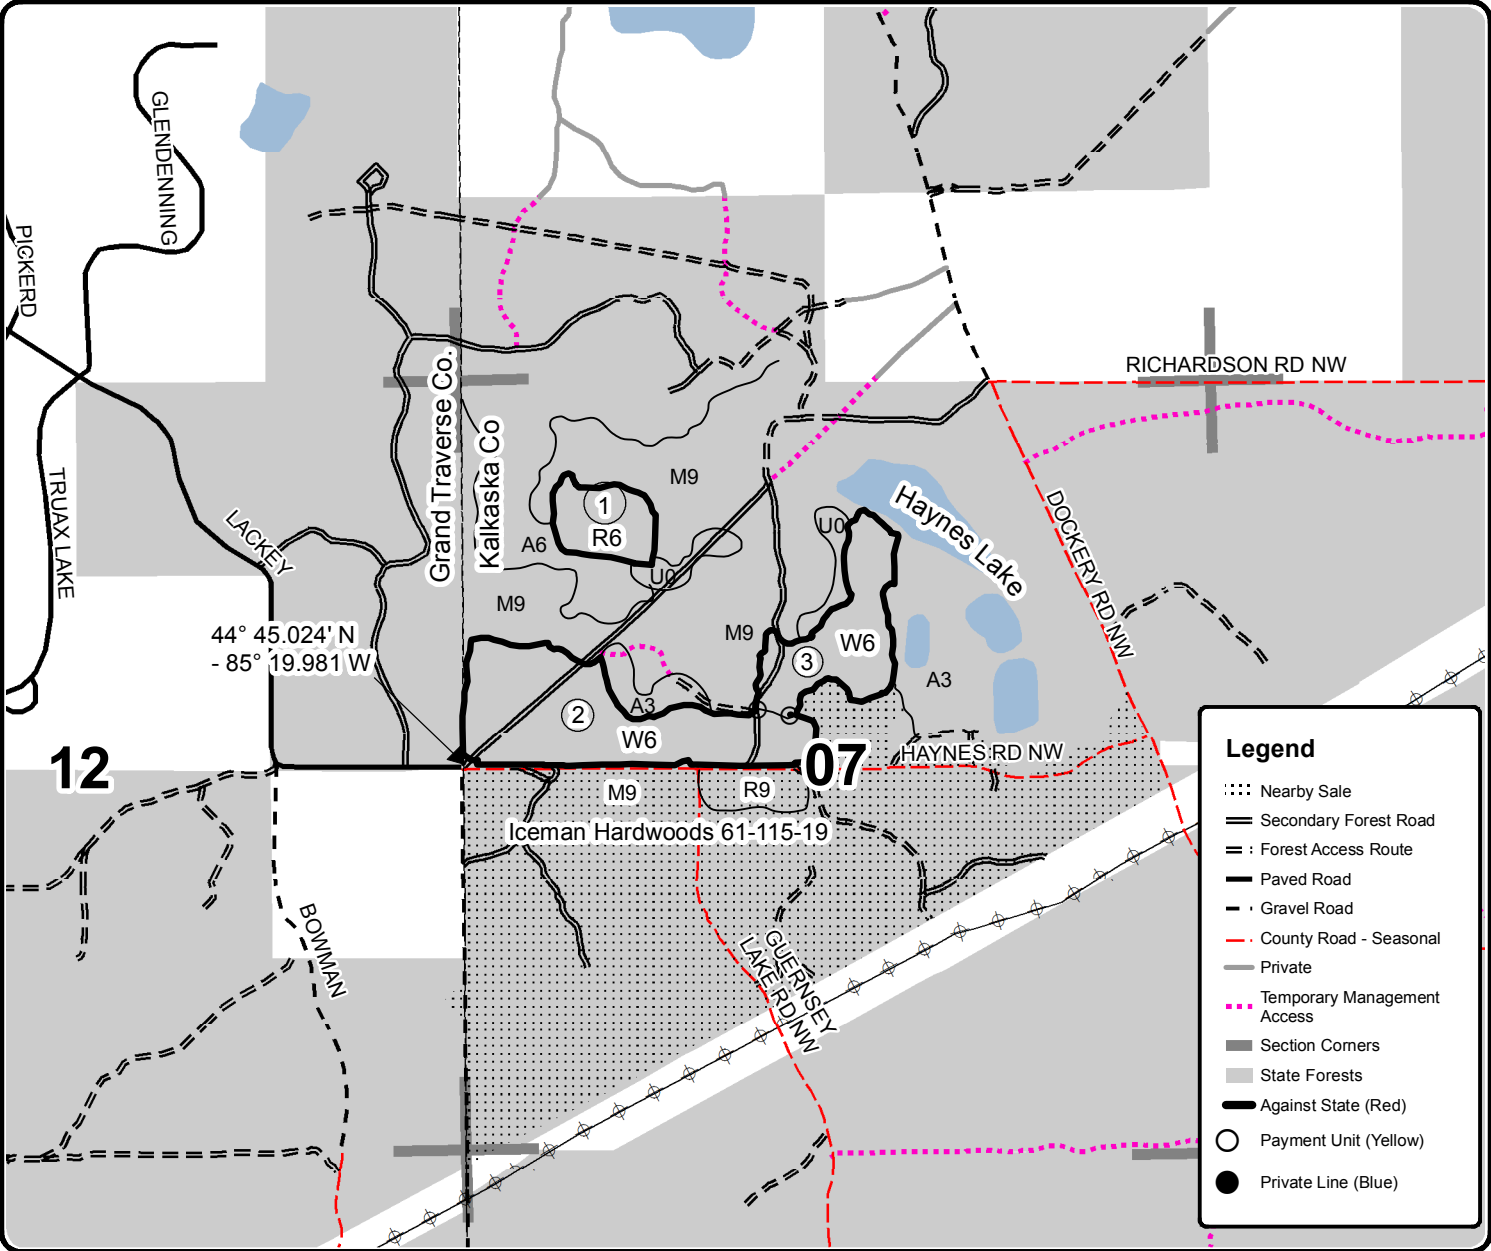 GLENDENNING
PICKERD
TRUAX LAKE
LACKEY
Grand Traverse Co.
Kalkaska Co
RICHARDSON RD NW
DOCKERY RD NW
Haynes Lake
M9
1
R6
A6
U0
U0
M9
M9
44° 45.024' N
- 85° 19.981 W
W6
3
A3
A3
2
W6
12
07
HAYNES RD NW
M9
R9
Iceman Hardwoods 61-115-19
BOWMAN
GUERNSEY
LAKE RD NW
Legend
Nearby Sale
Secondary Forest Road
Forest Access Route
Paved Road
Gravel Road
County Road - Seasonal
Private
Temporary Management
Access
Section Corners
State Forests
Against State (Red)
Payment Unit (Yellow)
Private Line (Blue)